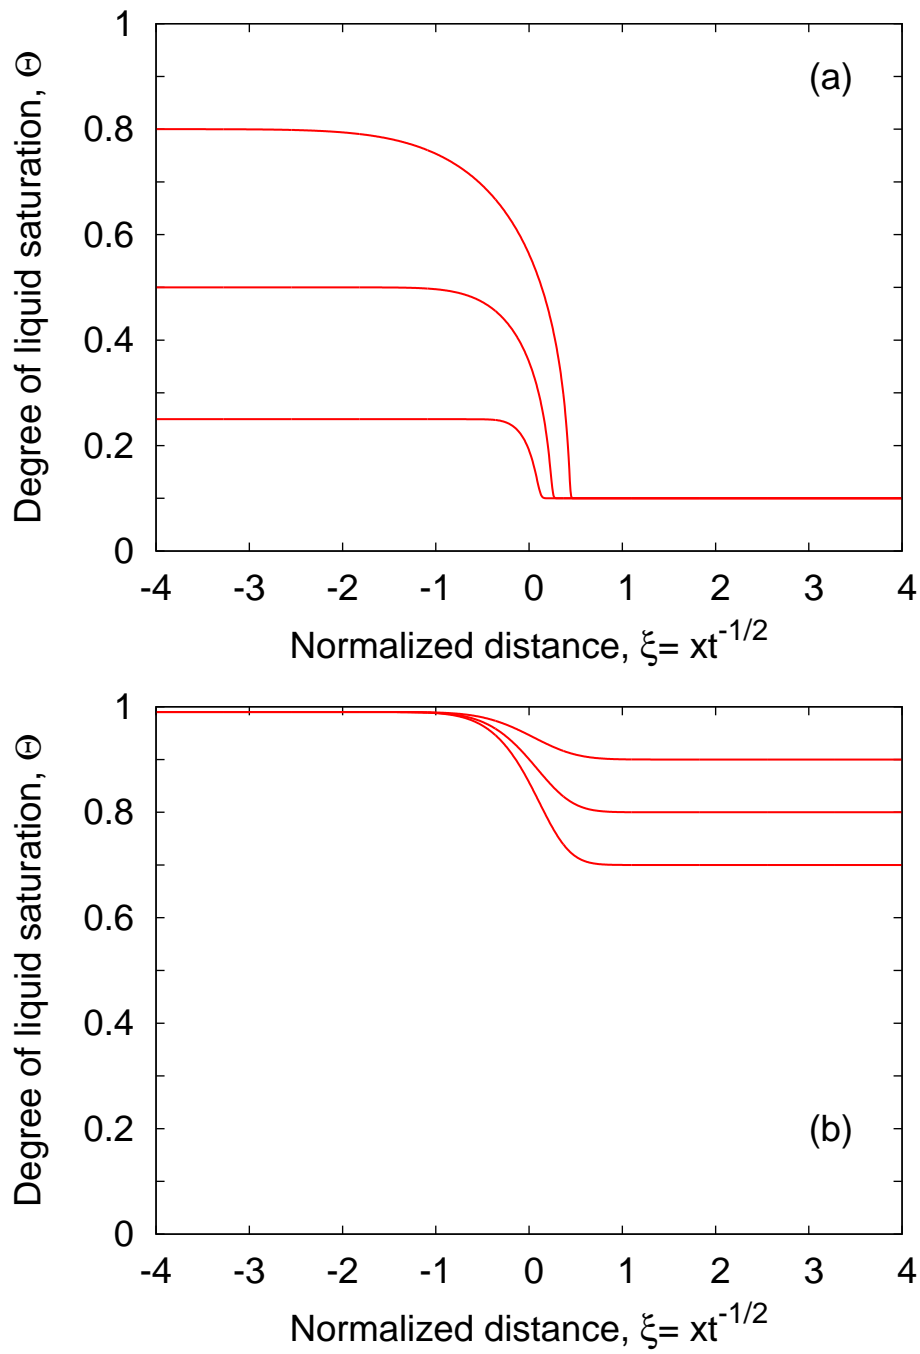 1
0.8
0.6
0.4
0.2
0
Degree of liquid saturation, Θ
(a)
-4 -3 -2 -1 0 1 2 3 4
Normalized distance, ξ= xt-1/2
1
0.8
0.6
0.4
0.2
0
Degree of liquid saturation, Θ
(b)
-4 -3 -2 -1 0 1 2 3 4
Normalized distance, ξ= xt-1/2